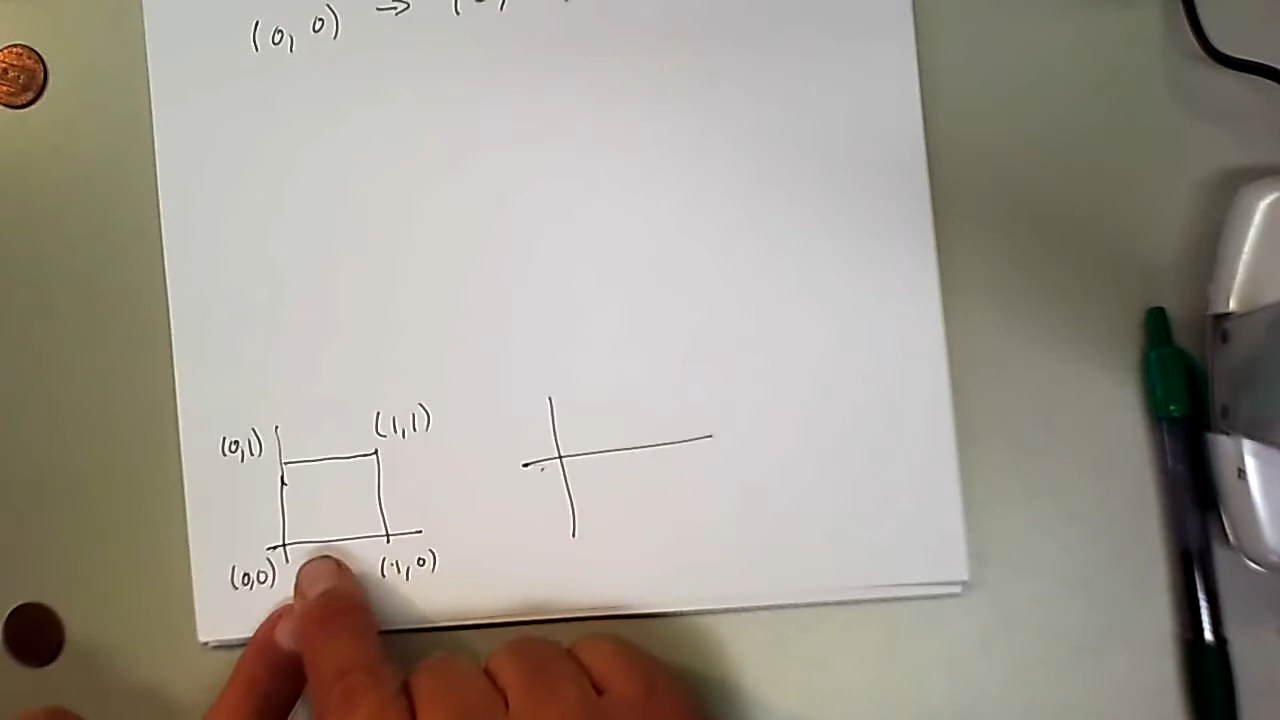 (0, 0) →
(0,1) (1,1)
(0,0) (1,0)